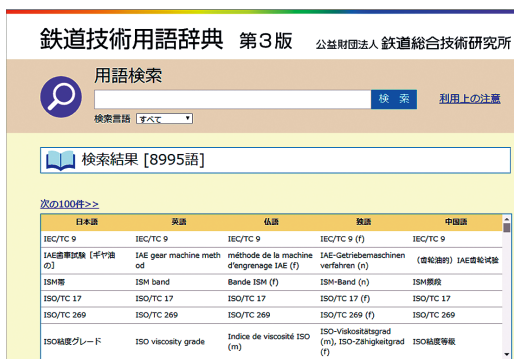 鉄道技術用語辞典 第3版 公益財団法人 鉄道総合技術研究所
用語検索
検 索 利用上の注意
検索言語 すべて
検索結果 [8995語]
次の100件>>
日本語 英語 仏語 独語 中国語
IEC/TC 9 IEC/TC 9 IEC/TC 9 IEC/TC 9 (f) IEC/TC 9
IAE歯車試験［ギヤ油 IAE gear machine meth méthode de la machine IAE-Getriebemaschinen （齿轮油的）IAE齿轮试验
の］ od d'engrenage IAE (f) verfahren (n)
ISM帯 ISM band Bande ISM (f) ISM-Band (n) ISM频段
ISO/TC 17 ISO/TC 17 ISO/TC 17 ISO/TC 17 (f) ISO/TC 17
ISO/TC 269 ISO/TC 269 ISO/TC 269 ISO/TC 269 (f) ISO/TC 269
ISO粘度グレード ISO viscosity grade Indice de viscosité ISO (m) ISO-Viskositätsgrad (m), ISO-Zähigkeitgrad (f) ISO粘度等级